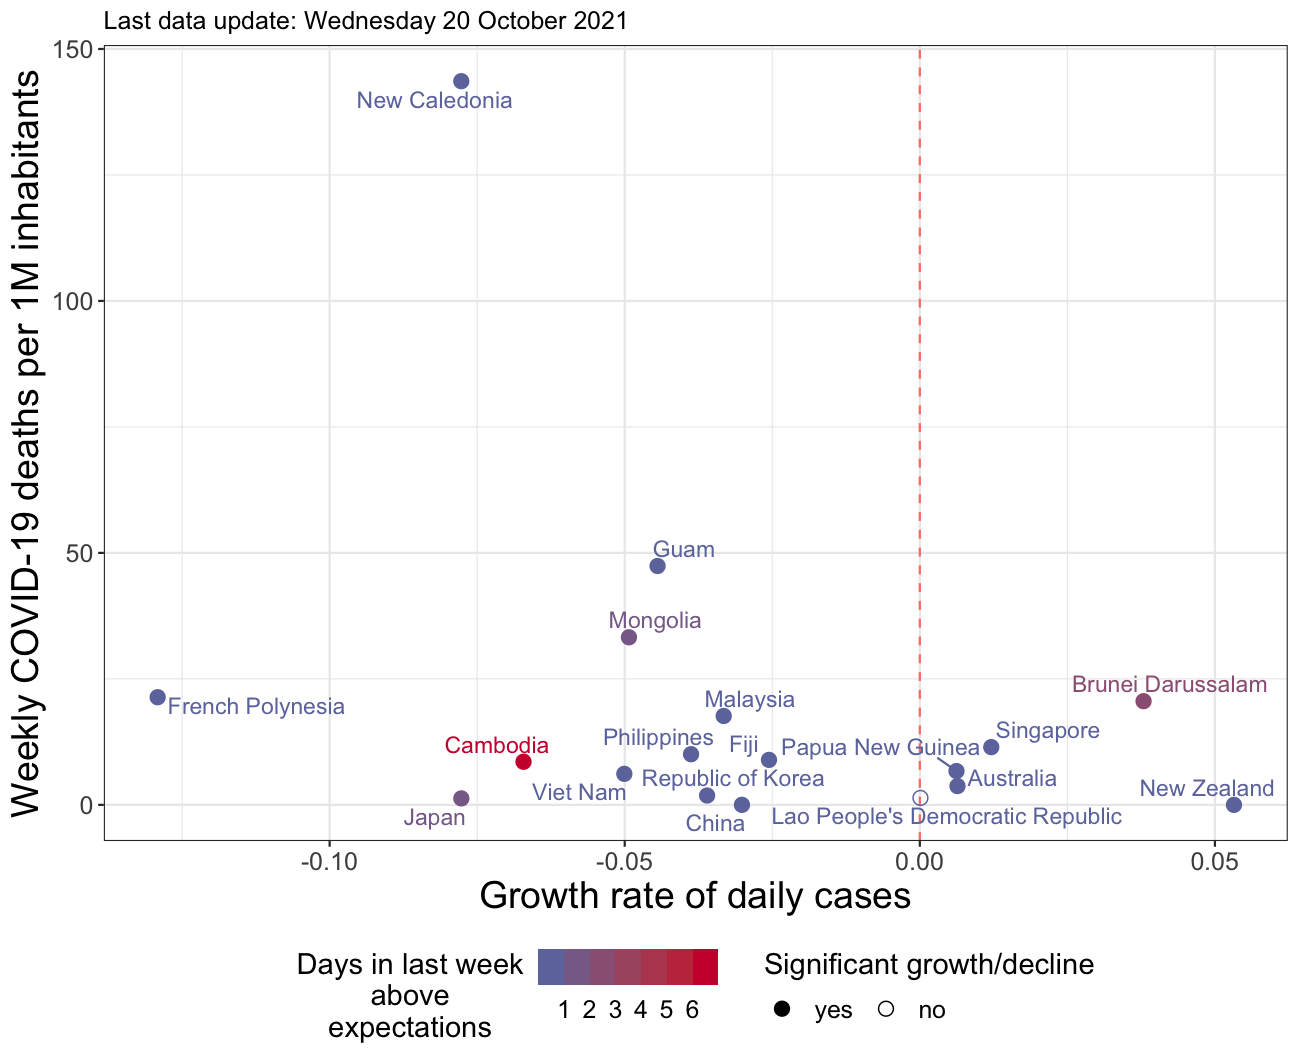 Last data update: Wednesday 20 October 2021
Weekly COVID-19 deaths per 1M inhabitants
150
100
50
0
New Caledonia
Guam
Mongolia
Brunei Darussalam
French Polynesia
Malaysia
Singapore
Philippines
Fiji
Papua New Guinea
Cambodia
Republic of Korea
Australia
Viet Nam
New Zealand
Japan
China
Lao People's Democratic Republic
-0.10
-0.05
0.00
0.05
Growth rate of daily cases
Days in last week
above
expectations
1 2 3 4 5 6
Significant growth/decline
yes no